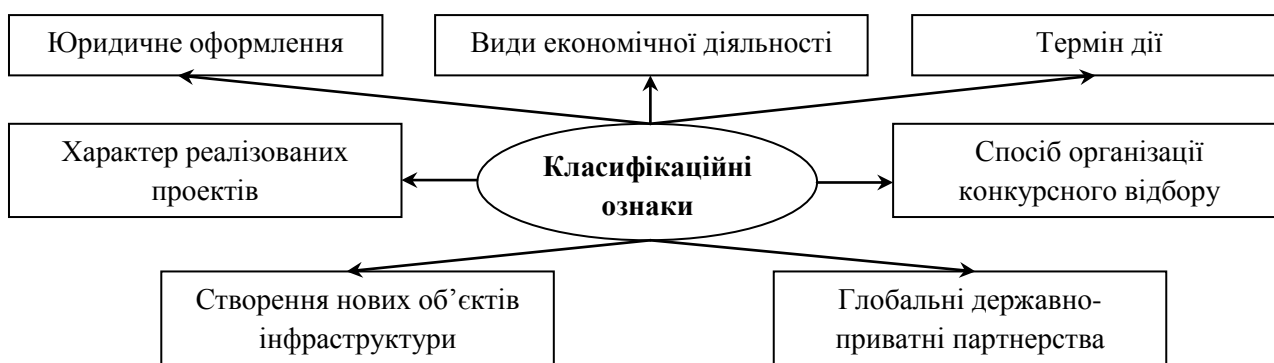 Юридичне оформлення
Види економічної діяльності
Термін дії
Характер реалізованих
проектів
Класифікаційні
ознаки
Спосіб організації
конкурсного відбору
Створення нових об’єктів
інфраструктури
Глобальні державно-
приватні партнерства